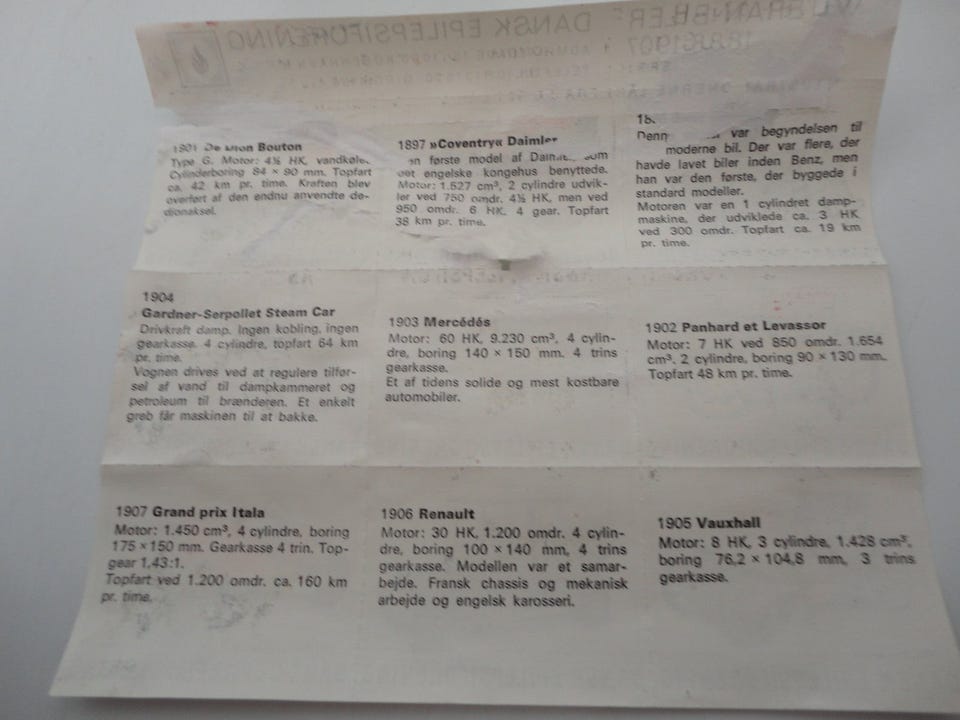 VETERANBILER DANSK EPILEPSIFORENING
1901 De Dion Bouton
Type G. Motor: 4½ HK, vandkøle.
Cylinderboring 84 × 90 mm. Topfart
ca. 42 km pr. time. Kraften blev
overført af den endnu anvendte de-
dionaksel.
1897 »Coventry« Daimler
en første model af Daim... som
det engelske kongehus benyttede.
Motor: 1.527 cm³, 2 cylindre udvik-
ler ved 750 omdr. 4½ HK, men ved
950 omdr. 6 HK, 4 gear. Topfart
38 km pr. time.
18
Denn var begyndelsen til
moderne bil. Der var flere, der
havde lavet biler inden Benz, men
han var den første, der byggede i
standard modeller.
Motoren var en 1 cylindret damp-
maskine, der udviklede ca. 3 HK
ved 300 omdr. Topfart ca. 19 km
pr. time.
1904
Gardner-Serpollet Steam Car
Drivkraft damp. Ingen kobling, ingen
gearkasse. 4 cylindre, topfart 64 km
pr. time.
Vognen drives ved at regulere tilfør-
sel af vand til dampkammeret og
petroleum til brænderen. Et enkelt
greb får maskinen til at bakke.
1903 Mercédés
Motor: 60 HK, 9.230 cm³, 4 cylin-
dre, boring 140 × 150 mm. 4 trins
gearkasse.
Et af tidens solide og mest kostbare
automobiler.
1902 Panhard et Levassor
Motor: 7 HK ved 850 omdr. 1.654
cm³, 2 cylindre, boring 90 × 130 mm.
Topfart 48 km pr. time.
1907 Grand prix Itala
Motor: 1.450 cm³, 4 cylindre, boring
175 × 150 mm. Gearkasse 4 trin. Top-
gear 1,43:1.
Topfart ved 1.200 omdr. ca. 160 km
pr. time.
1906 Renault
Motor: 30 HK, 1.200 omdr. 4 cylin-
dre, boring 100 × 140 mm, 4 trins
gearkasse. Modellen var et samar-
bejde. Fransk chassis og mekanisk
arbejde og engelsk karosseri.
1905 Vauxhall
Motor: 8 HK, 3 cylindre, 1.428 cm³,
boring 76,2 × 104,8 mm, 3 trins
gearkasse.